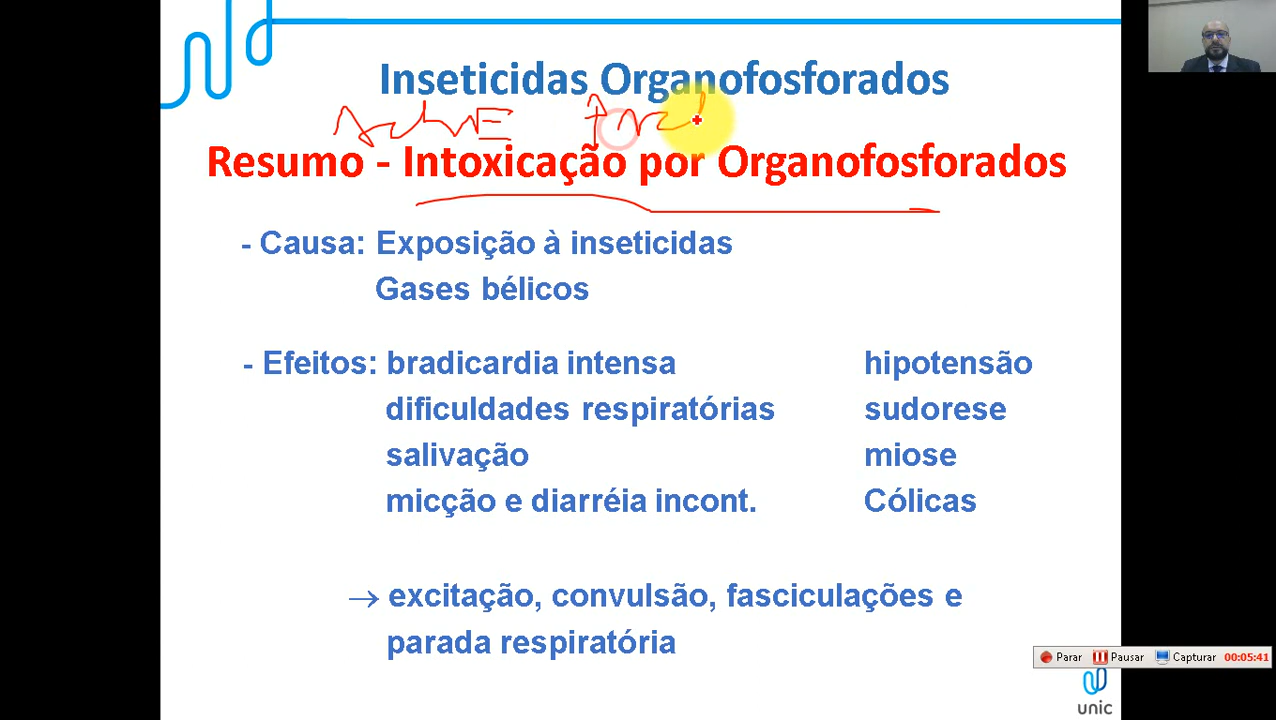 Inseticidas Organofosforados
Resumo - Intoxicação por Organofosforados
- Causa: Exposição à inseticidas
Gases bélicos
- Efeitos: bradicardia intensa hipotensão
dificuldades respiratórias sudorese
salivação miose
micção e diarréia incont. Cólicas
→ excitação, convulsão, fasciculações e
parada respiratória
Parar Pausar Capturar 00:05:41
unic